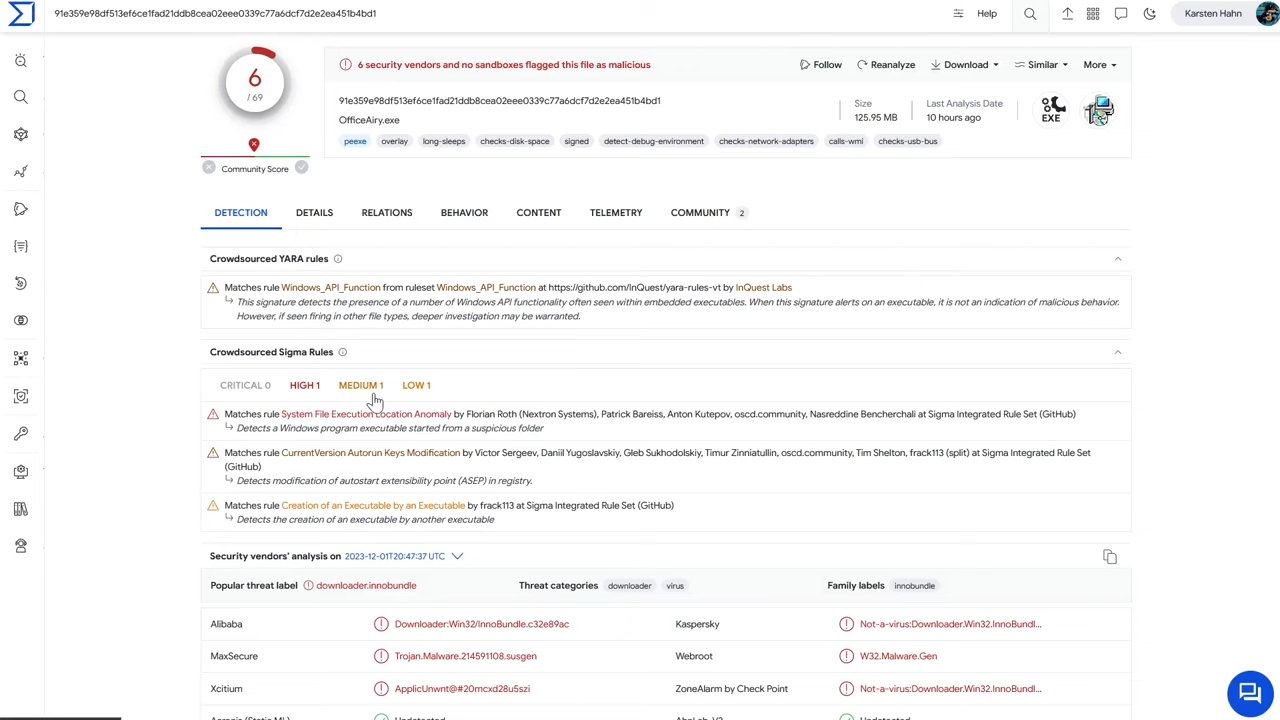 91e359e98df513ef6ce1fad21ddb8cea02eee0339c77a6dcf7d2e2ea451b4bd1
Help
Karsten Hahn
6
/ 69
Community Score
6 security vendors and no sandboxes flagged this file as malicious
Follow
Reanalyze
Download
Similar
More
91e359e98df513ef6ce1fad21ddb8cea02eee0339c77a6dcf7d2e2ea451b4bd1
OfficeAiry.exe
Size
125.95 MB
Last Analysis Date
10 hours ago
EXE
peexe overlay long-sleeps checks-disk-space signed detect-debug-environment checks-network-adapters calls-wmi checks-usb-bus
DETECTION DETAILS RELATIONS BEHAVIOR CONTENT TELEMETRY COMMUNITY 2
Crowdsourced YARA rules
Matches rule Windows_API_Function from ruleset Windows_API_Function at https://github.com/InQuest/yara-rules-vt by InQuest Labs
This signature detects the presence of a number of Windows API functionality often seen within embedded executables. When this signature alerts on an executable, it is not an indication of malicious behavior.
However, if seen firing in other file types, deeper investigation may be warranted.
Crowdsourced Sigma Rules
CRITICAL 0 HIGH 1 MEDIUM 1 LOW 1
Matches rule System File Execution Location Anomaly by Florian Roth (Nextron Systems), Patrick Bareiss, Anton Kutepov, oscd.community, Nasreddine Bencherchali at Sigma Integrated Rule Set (GitHub)
Detects a Windows program executable started from a suspicious folder
Matches rule CurrentVersion Autorun Keys Modification by Victor Sergeev, Daniil Yugoslavskiy, Gleb Sukhodolskiy, Timur Zinniatullin, oscd.community, Tim Shelton, frack113 (split) at Sigma Integrated Rule Set
(GitHub)
Detects modification of autostart extensibility point (ASEP) in registry.
Matches rule Creation of an Executable by an Executable by frack113 at Sigma Integrated Rule Set (GitHub)
Detects the creation of an executable by another executable
Security vendors' analysis on 2023-12-01T20:47:37 UTC
Popular threat label downloader.innobundle Threat categories downloader virus Family labels innobundle
Alibaba Downloader:Win32/InnoBundle.c32e89ac Kaspersky Not-a-virus:Downloader.Win32.InnoBundl...
MaxSecure Trojan.Malware.214591108.susgen Webroot W32.Malware.Gen
Xcitium ApplicUnwnt@#20mcxd28u5szi ZoneAlarm by Check Point Not-a-virus:Downloader.Win32.InnoBundl...
Acronis (Static ML) Undetected AhnLab-V3 Undetected